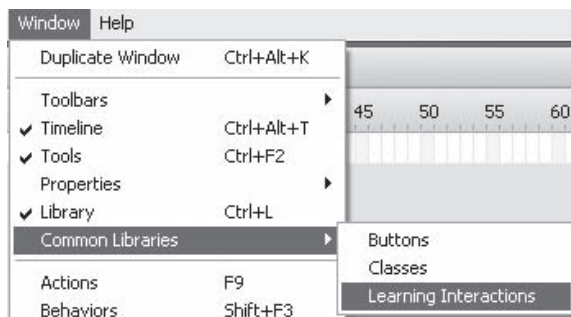 Window Help
Duplicate Window Ctrl+Alt+K
Toolbars
45 50 55 60
Timeline Ctrl+Alt+T
Tools Ctrl+F2
Properties
Library Ctrl+L
Common Libraries
Buttons
Classes
Learning Interactions
Actions F9
Behaviors Shift+F3